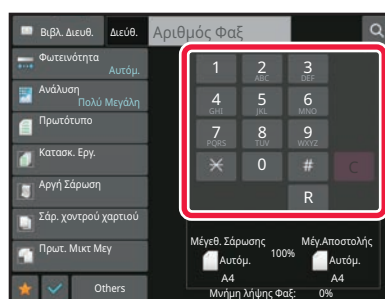 Βιβλ. Διευθ. Διεύθ. Αριθμός Φαξ
Φωτεινότητα
Αυτόμ.
Ανάλυση
Πολύ Μεγάλη
Πρωτότυπο
Κατασκ. Εργ.
Αργή Σάρωση
Σάρ. χοντρού χαρτιού
Πρωτ. Μικτ Μεγ
Others
1 2 3
ABC DEF
4 5 6
GHI JKL MNO
7 8 9
PQRS TUV WXYZ
0 # C
R
Μέγεθ. Σάρωσης Μέγ.Αποστολής
Αυτόμ. 100% Αυτόμ.
A4 A4
Μνήμη λήψης Φαξ: 0%